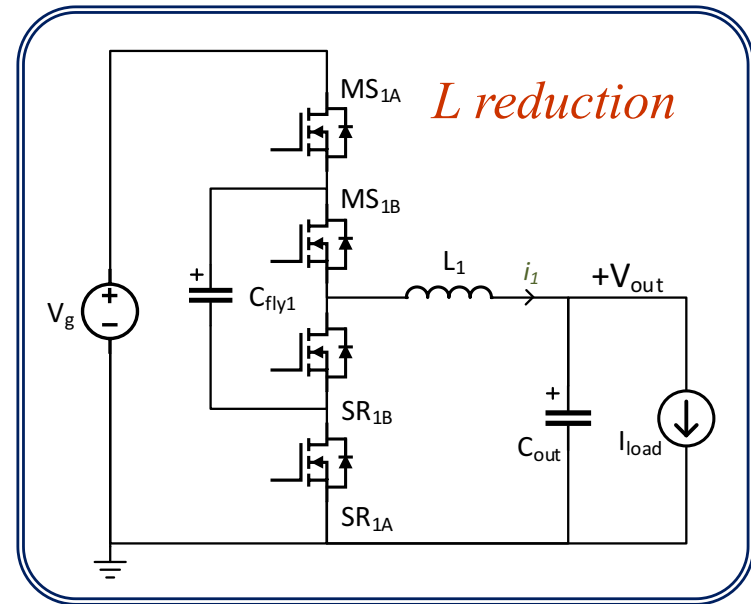 MS1A
L reduction
MS1B
L1
i1
+Vout
+
Vg
+
−
Cfly1
+
SR1B
Cout
Iload
SR1A